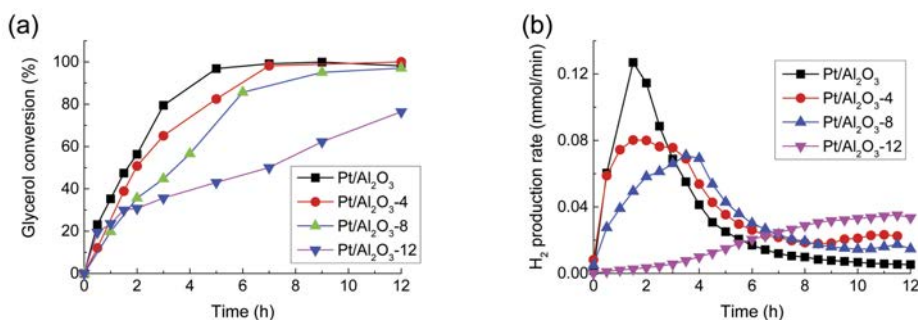 (a)
Glycerol conversion (%)
100
80
60
40
20
0
0 2 4 6 8 10 12
Time (h)
Pt/Al₂O₃
Pt/Al₂O₃-4
Pt/Al₂O₃-8
Pt/Al₂O₃-12
(b)
H₂ production rate (mmol/min)
0.12
0.08
0.04
0.00
0 2 4 6 8 10 12
Time (h)
Pt/Al₂O₃
Pt/Al₂O₃-4
Pt/Al₂O₃-8
Pt/Al₂O₃-12